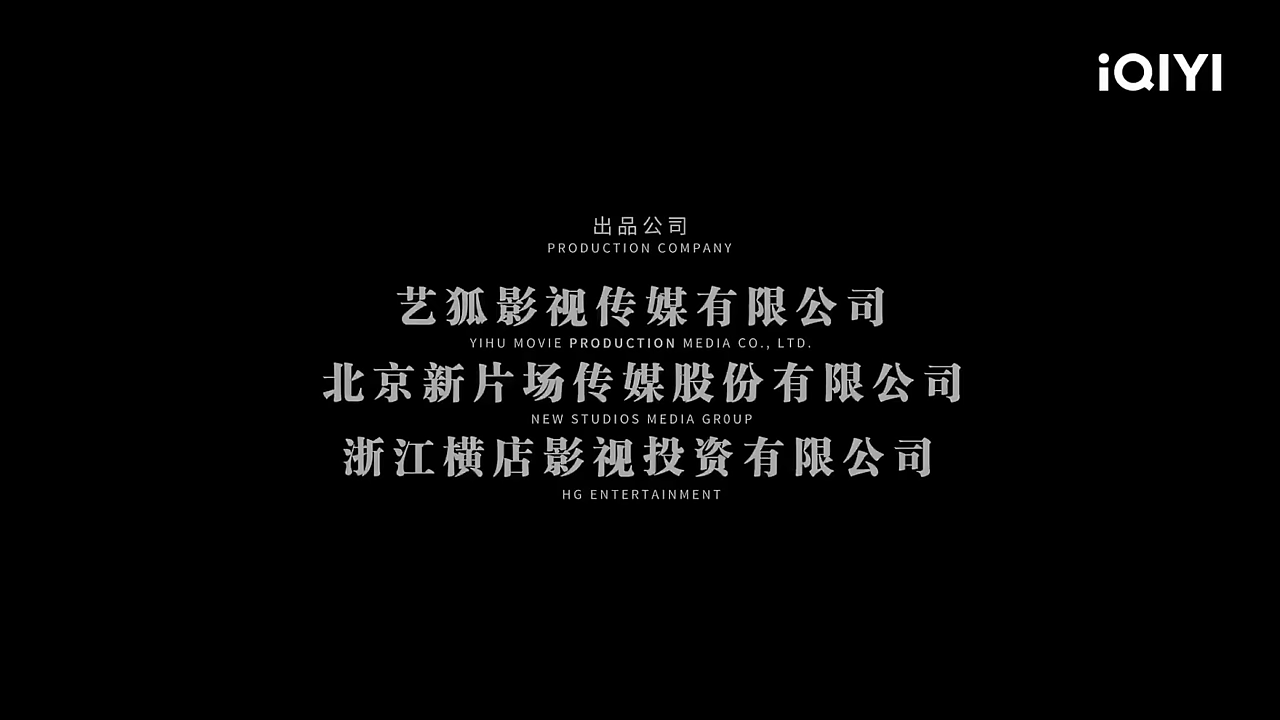 iQIYI
出品公司
PRODUCTION COMPANY
艺狐影视传媒有限公司
YIHU MOVIE PRODUCTION MEDIA CO., LTD.
北京新片场传媒股份有限公司
NEW STUDIOS MEDIA GR0UP
浙江横店影视投资有限公司
HG ENTERTAINMENT